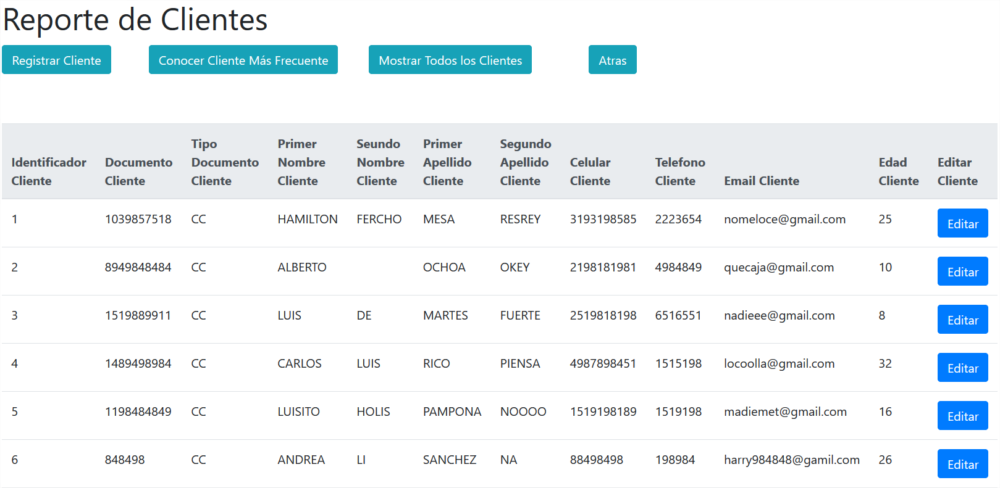 Reporte de Clientes
Registrar Cliente Conocer Cliente Más Frecuente Mostrar Todos los Clientes Atras
Identificador Cliente Documento Cliente Tipo Documento Cliente Primer Nombre Cliente Seundo Nombre Cliente Primer Apellido Cliente Segundo Apellido Cliente Celular Cliente Telefono Cliente Email Cliente Edad Cliente Editar Cliente
1 1039857518 CC HAMILTON FERCHO MESA RESREY 3193198585 2223654 nomeloce@gmail.com 25 Editar
2 8949848484 CC ALBERTO OCHOA OKEY 2198181981 4984849 quecaja@gmail.com 10 Editar
3 1519889911 CC LUIS DE MARTES FUERTE 2519818198 6516551 nadieee@gmail.com 8 Editar
4 1489498984 CC CARLOS LUIS RICO PIENSA 4987898451 1515198 locoolla@gmail.com 32 Editar
5 1198484849 CC LUISITO HOLIS PAMPONA NOOOO 1519198189 1519198 madiemet@gmail.com 16 Editar
6 848498 CC ANDREA LI SANCHEZ NA 88498498 198984 harry984848@gamil.com 26 Editar